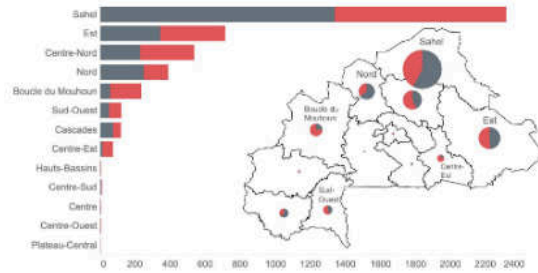 Sahel
Est
Centre-Nord
Nord
Boucle du Mouhoun
Sud-Ouest
Cascades
Centre-Est
Hauts-Bassins
Centre-Sud
Centre
Centre-Ouest
Plateau-Central
0 200 400 600 800 1000 1200 1400 1600 1800 2000 2200 2400
Sahel
Nord
Boucle du
Mouhoun
Est
Centre-
Est
Sud-
Ouest